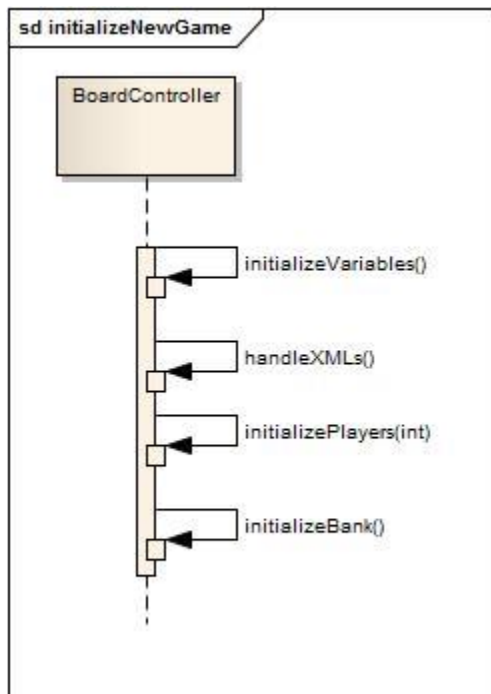 sd initializeNewGame
BoardController
initializeVariables()
handleXMLs()
initializePlayers(int)
initializeBank()